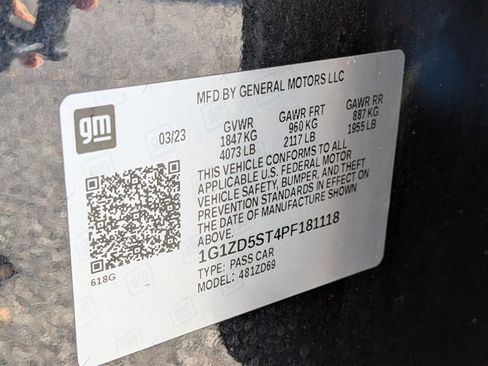 MFD BY GENERAL MOTORS LLC
gm
03/23
GVWR GAWR FRT GAWR RR
1847 KG 960 KG 887 KG
4073 LB 2117 LB 1955 LB
THIS VEHICLE CONFORMS TO ALL
APPLICABLE U.S. FEDERAL MOTOR
VEHICLE SAFETY, BUMPER, AND THEFT
PREVENTION STANDARDS IN EFFECT ON
THE DATE OF MANUFACTURE SHOWN
ABOVE.
1G1ZD5ST4PF181118
TYPE: PASS CAR
MODEL: 481ZD69
618G